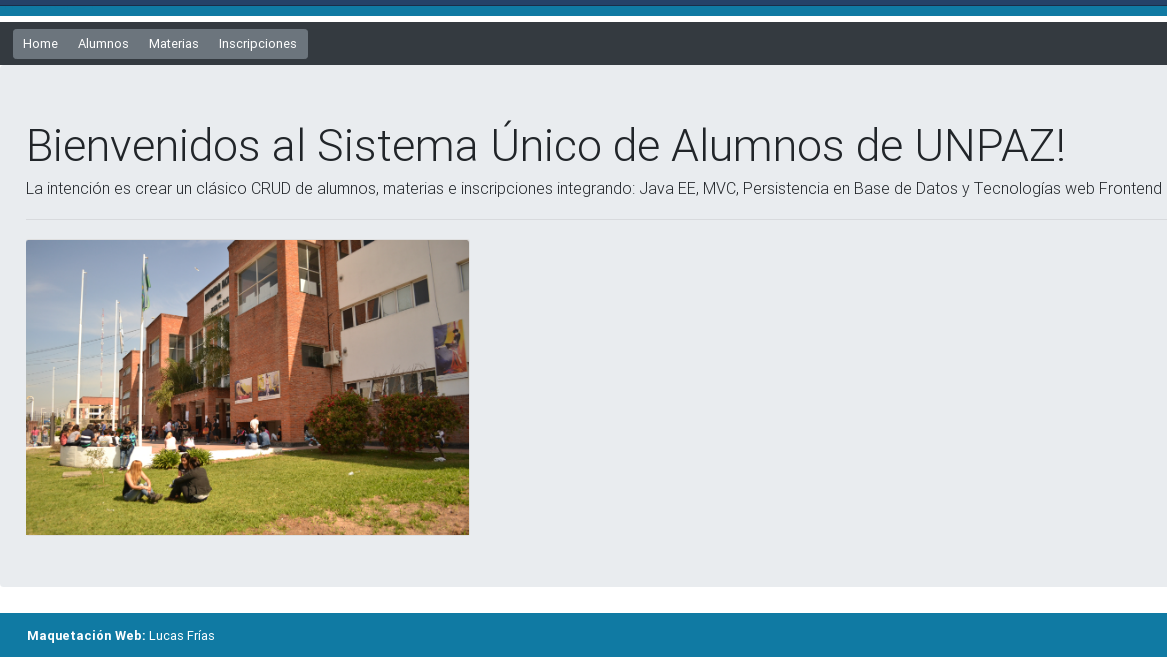 Home Alumnos Materias Inscripciones
Bienvenidos al Sistema Único de Alumnos de UNPAZ!
La intención es crear un clásico CRUD de alumnos, materias e inscripciones integrando: Java EE, MVC, Persistencia en Base de Datos y Tecnologías web Frontend
Maquetación Web: Lucas Frías